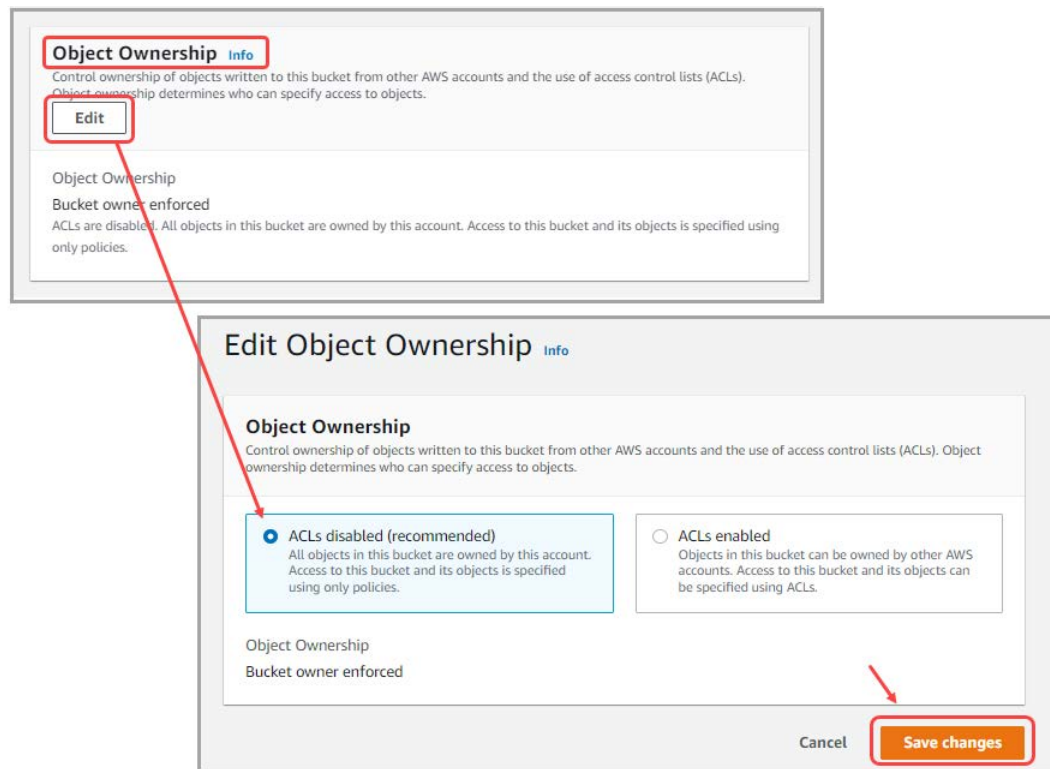 Object Ownership Info
Control ownership of objects written to this bucket from other AWS accounts and the use of access control lists (ACLs).
Object ownership determines who can specify access to objects.
Edit
Object Ownership
Bucket owner enforced
ACLs are disabled. All objects in this bucket are owned by this account. Access to this bucket and its objects is specified using
only policies.
Edit Object Ownership Info
Object Ownership
Control ownership of objects written to this bucket from other AWS accounts and the use of access control lists (ACLs). Object
ownership determines who can specify access to objects.
ACLs disabled (recommended)
All objects in this bucket are owned by this account.
Access to this bucket and its objects is specified
using only policies.
ACLs enabled
Objects in this bucket can be owned by other AWS
accounts. Access to this bucket and its objects can
be specified using ACLs.
Object Ownership
Bucket owner enforced
Cancel
Save changes